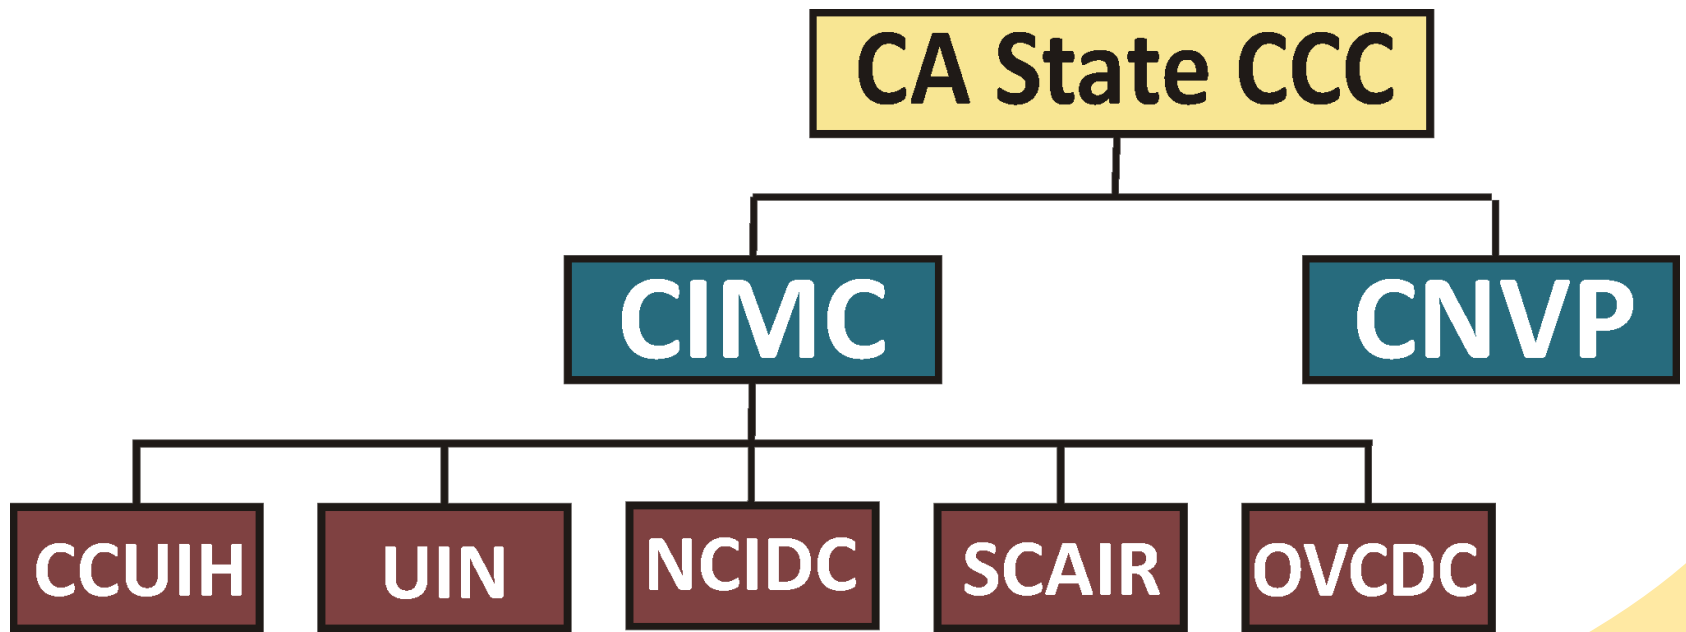 CA State CCC
CIMC
CNVP
CCUIH
UIN
NCIDC
SCAIR
OVCDC